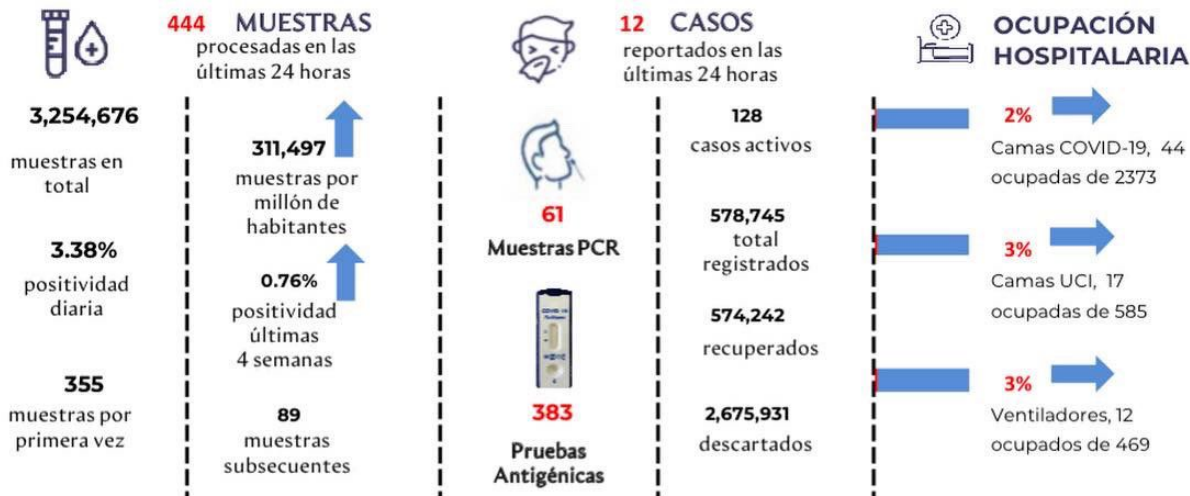 444 MUESTRAS
procesadas en las
últimas 24 horas
3,254,676
muestras en
total
3.38%
positividad
diaria
355
muestras por
primera vez
311,497
muestras por
millón de
habitantes
0.76%
positividad
últimas
4 semanas
89
muestras
subsecuentes
12 CASOS
reportados en las
últimas 24 horas
61
Muestras PCR
COVID-19
383
Pruebas
Antigénicas
128
casos activos
578,745
total
registrados
574,242
recuperados
2,675,931
descartados
OCUPACIÓN
HOSPITALARIA
2%
Camas COVID-19, 44
ocupadas de 2373
3%
Camas UCI, 17
ocupadas de 585
3%
Ventiladores, 12
ocupados de 469